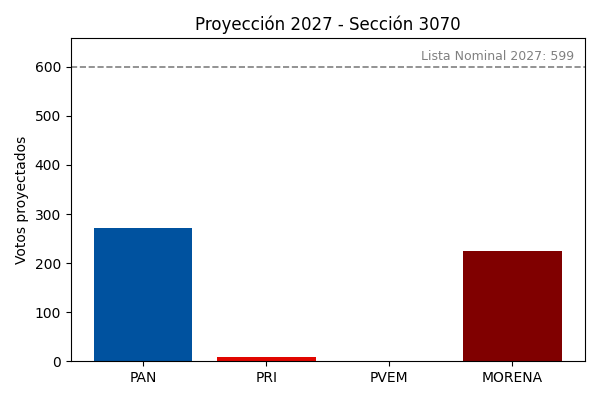 Proyección 2027 - Sección 3070
Lista Nominal 2027: 599
Votos proyectados
600
500
400
300
200
100
0
PAN PRI PVEM MORENA